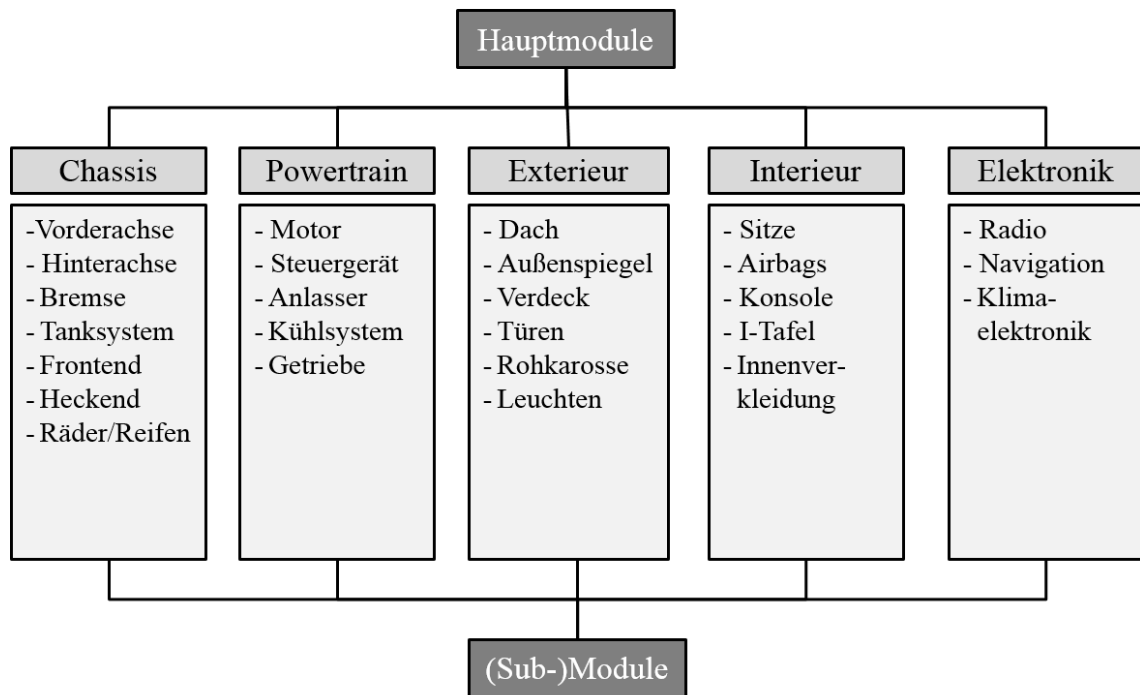 Hauptmodule
Chassis
-Vorderachse
- Hinterachse
- Bremse
- Tanksystem
- Frontend
- Heckend
- Räder/Reifen
Powertrain
- Motor
- Steuergerät
- Anlasser
- Kühlsystem
- Getriebe
Exterieur
- Dach
- Außenspiegel
- Verdeck
- Türen
- Rohkarosse
- Leuchten
Interieur
- Sitze
- Airbags
- Konsole
- I-Tafel
- Innenver-
kleidung
Elektronik
- Radio
- Navigation
- Klima-
elektronik
(Sub-)Module